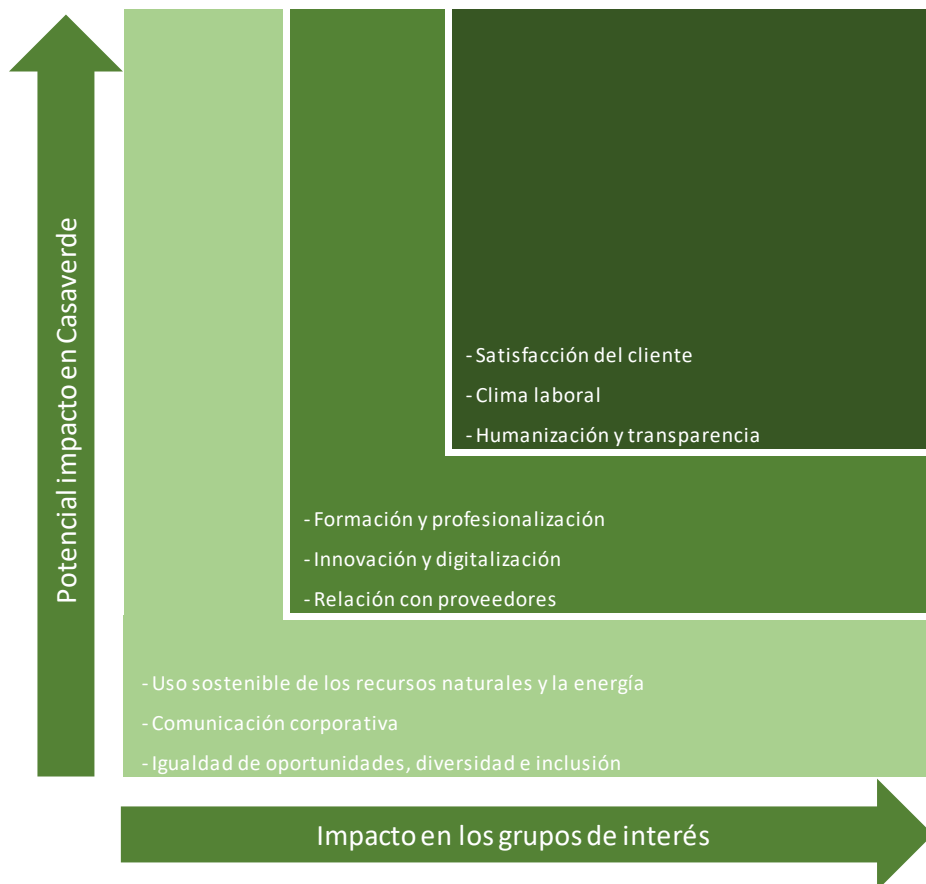 Potencial impacto en Casaverde
- Satisfacción del cliente
- Clima laboral
- Humanización y transparencia
- Formación y profesionalización
- Innovación y digitalización
- Relación con proveedores
- Uso sostenible de los recursos naturales y la energía
- Comunicación corporativa
- Igualdad de oportunidades, diversidad e inclusión
Impacto en los grupos de interés